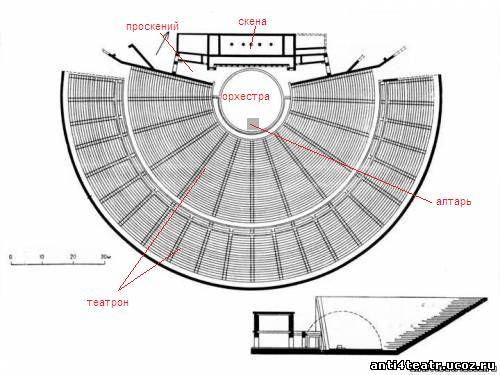 скена
проскений
орхестра
алтарь
0 10 20 30м
театрон
anti4teatr.ucoz.ru